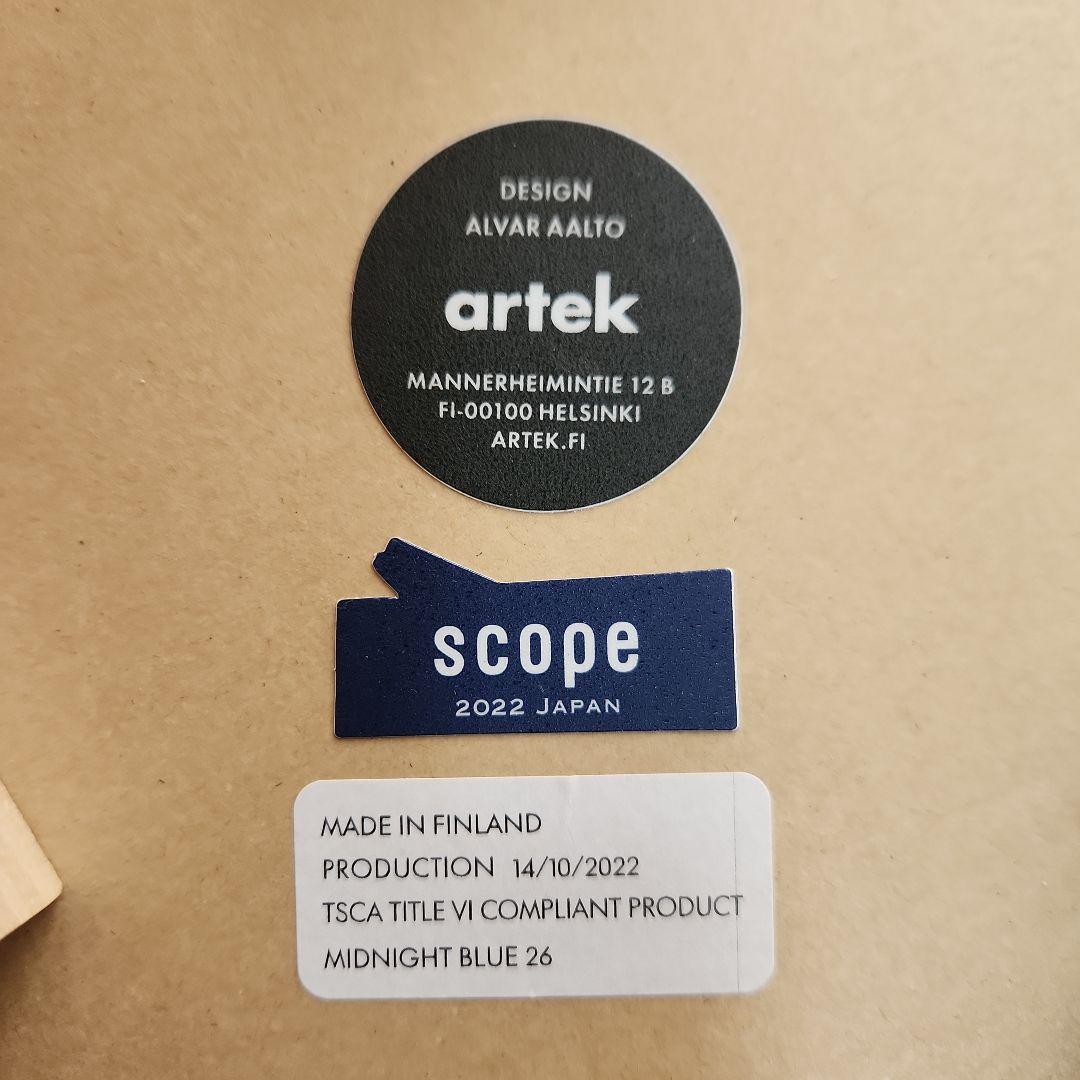 DESIGN
ALVAR AALTO
artek
MANNERHEIMINTIE 12 B
FI-00100 HELSINKI
ARTEK.FI
scope
2022 JAPAN
MADE IN FINLAND
PRODUCTION 14/10/2022
TSCA TITLE VI COMPLIANT PRODUCT
MIDNIGHT BLUE 26